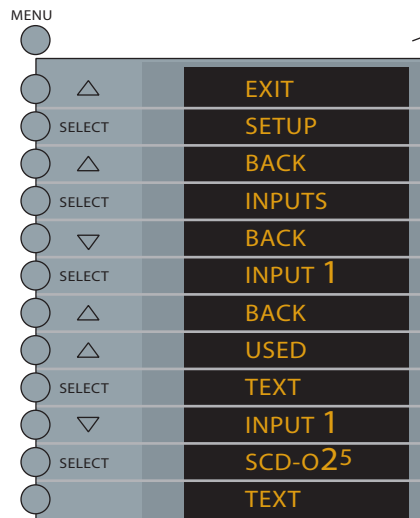 MENU
EXIT
SELECT SETUP
BACK
SELECT INPUTS
BACK
SELECT INPUT 1
BACK
USED
SELECT TEXT
INPUT 1
SELECT SCD-O25
TEXT